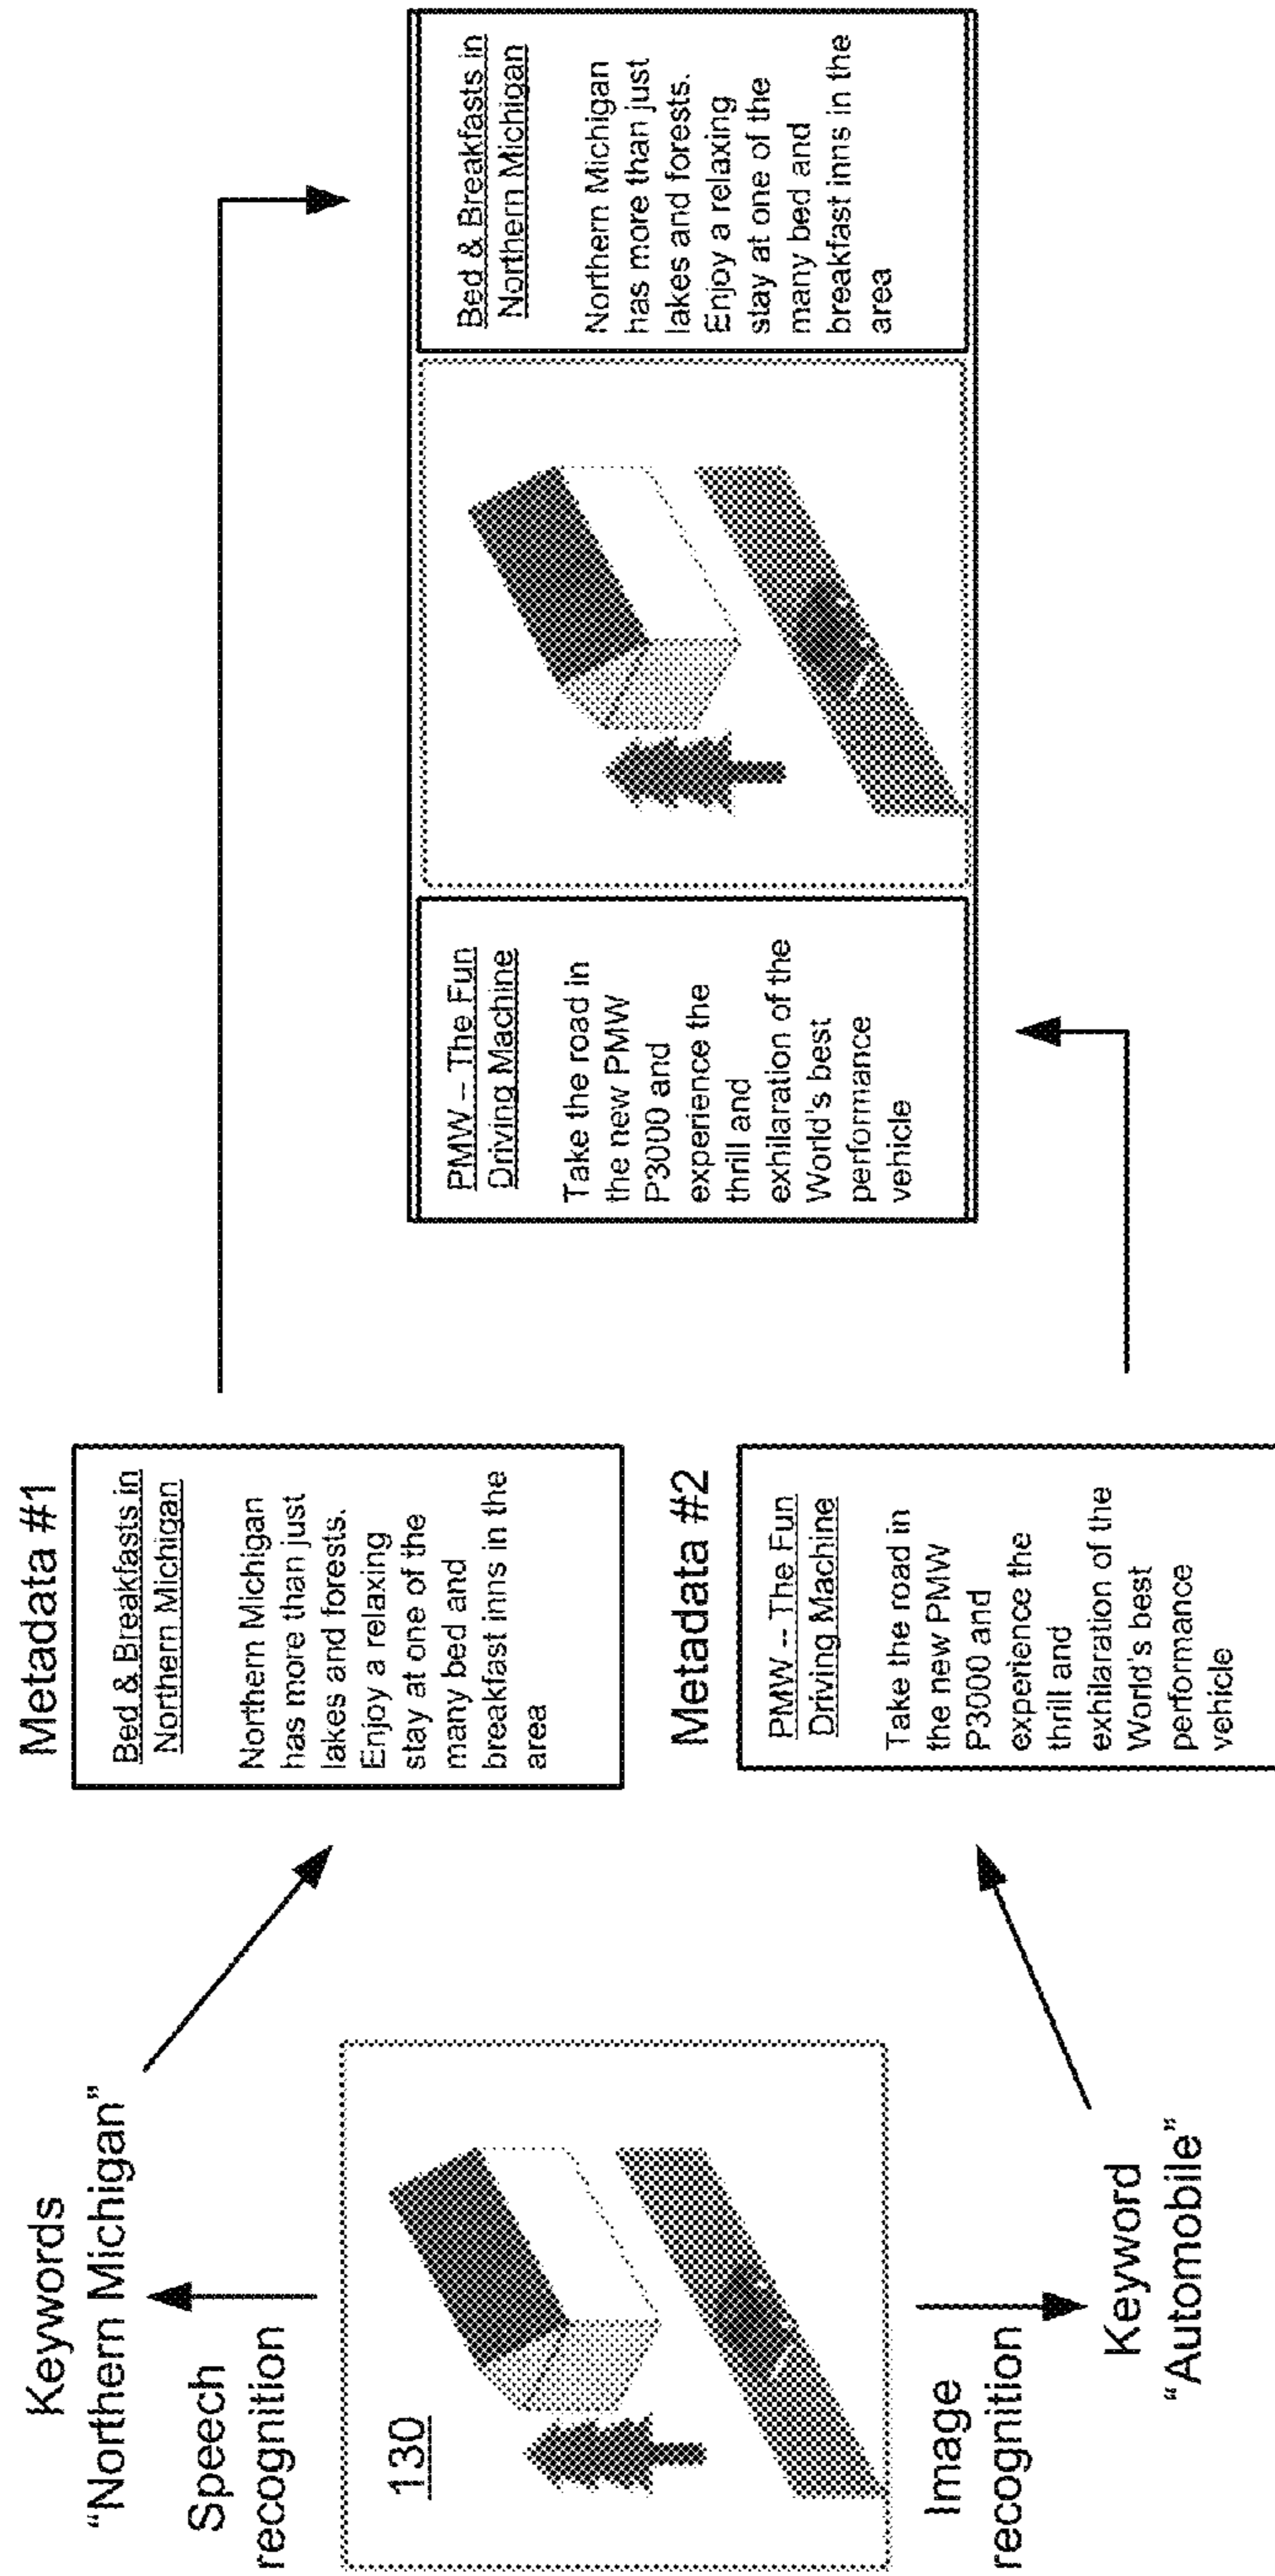 Keywords
“Northern Michigan”
Speech
recognition
130
Image
recognition
Keyword
“Automobile”
Metadata #1
Bed & Breakfasts in
Northern Michigan
Northern Michigan
has more than just
lakes and forests.
Enjoy a relaxing
stay at one of the
many bed and
breakfast inns in the
area
Metadata #2
PMW -- The Fun
Driving Machine
Take the road in
the new PMW
P3000 and
experience the
thrill and
exhilaration of the
World's best
performance
vehicle
PMW -- The Fun
Driving Machine
Take the road in
the new PMW
P3000 and
experience the
thrill and
exhilaration of the
World's best
performance
vehicle
Bed & Breakfasts in
Northern Michigan
Northern Michigan
has more than just
lakes and forests.
Enjoy a relaxing
stay at one of the
many bed and
breakfast inns in the
area